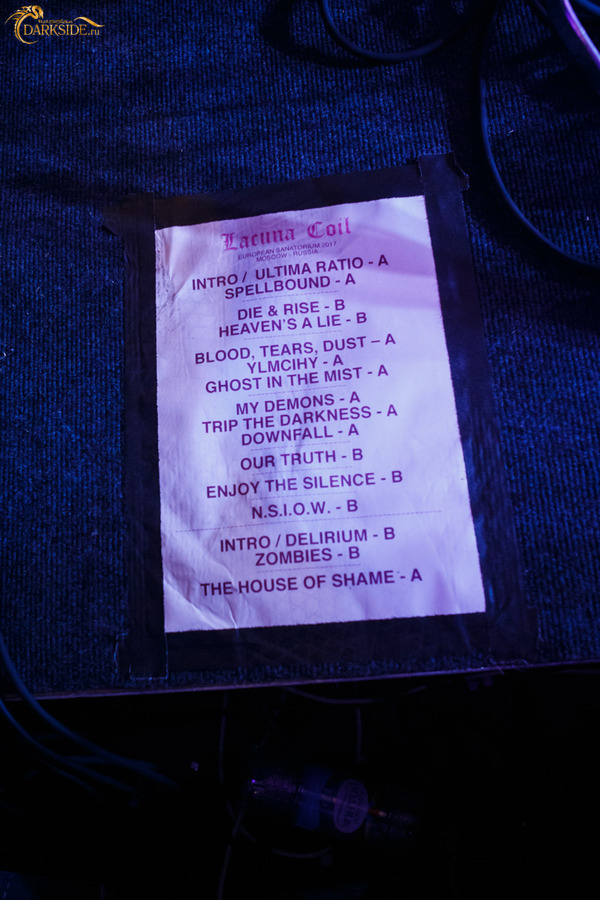 DARKSIDE.ru
Lacuna Coil
EUROPEAN SANATORIUM 2017
MOSCOW - RUSSIA
INTRO / ULTIMA RATIO - A
SPELLBOUND - A
DIE & RISE - B
HEAVEN'S A LIE - B
BLOOD, TEARS, DUST – A
YLMCIHY - A
GHOST IN THE MIST - A
MY DEMONS - A
TRIP THE DARKNESS - A
DOWNFALL - A
OUR TRUTH - B
ENJOY THE SILENCE - B
N.S.I.O.W. - B
INTRO / DELIRIUM - B
ZOMBIES - B
THE HOUSE OF SHAME - A